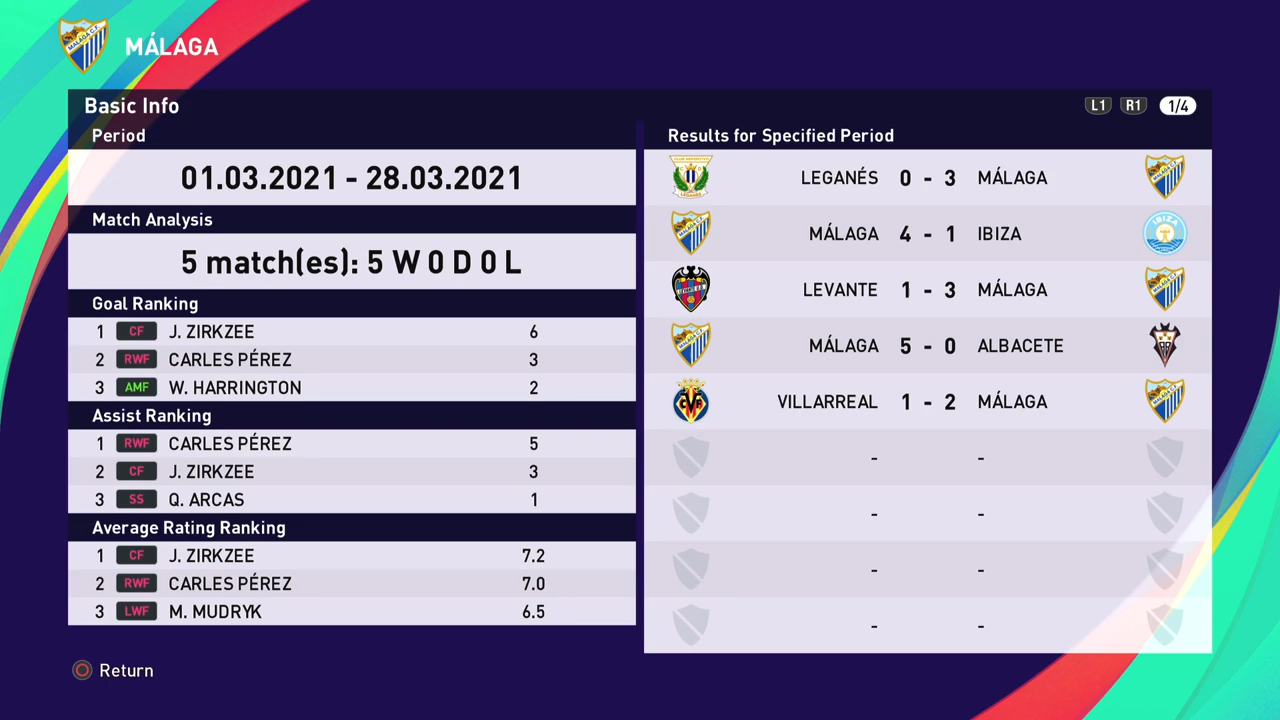 MÁLAGA
Basic Info
L1 R1 1/4
Period
01.03.2021 - 28.03.2021
Match Analysis
5 match(es): 5 W 0 D 0 L
Goal Ranking
1 CF J. ZIRKZEE 6
2 RWF CARLES PÉREZ 3
3 AMF W. HARRINGTON 2
Assist Ranking
1 RWF CARLES PÉREZ 5
2 CF J. ZIRKZEE 3
3 SS Q. ARCAS 1
Average Rating Ranking
1 CF J. ZIRKZEE 7.2
2 RWF CARLES PÉREZ 7.0
3 LWF M. MUDRYK 6.5
Results for Specified Period
LEGANÉS 0 - 3 MÁLAGA
MÁLAGA 4 - 1 IBIZA
LEVANTE 1 - 3 MÁLAGA
MÁLAGA 5 - 0 ALBACETE
VILLARREAL 1 - 2 MÁLAGA
- -
- -
- -
- -
Return